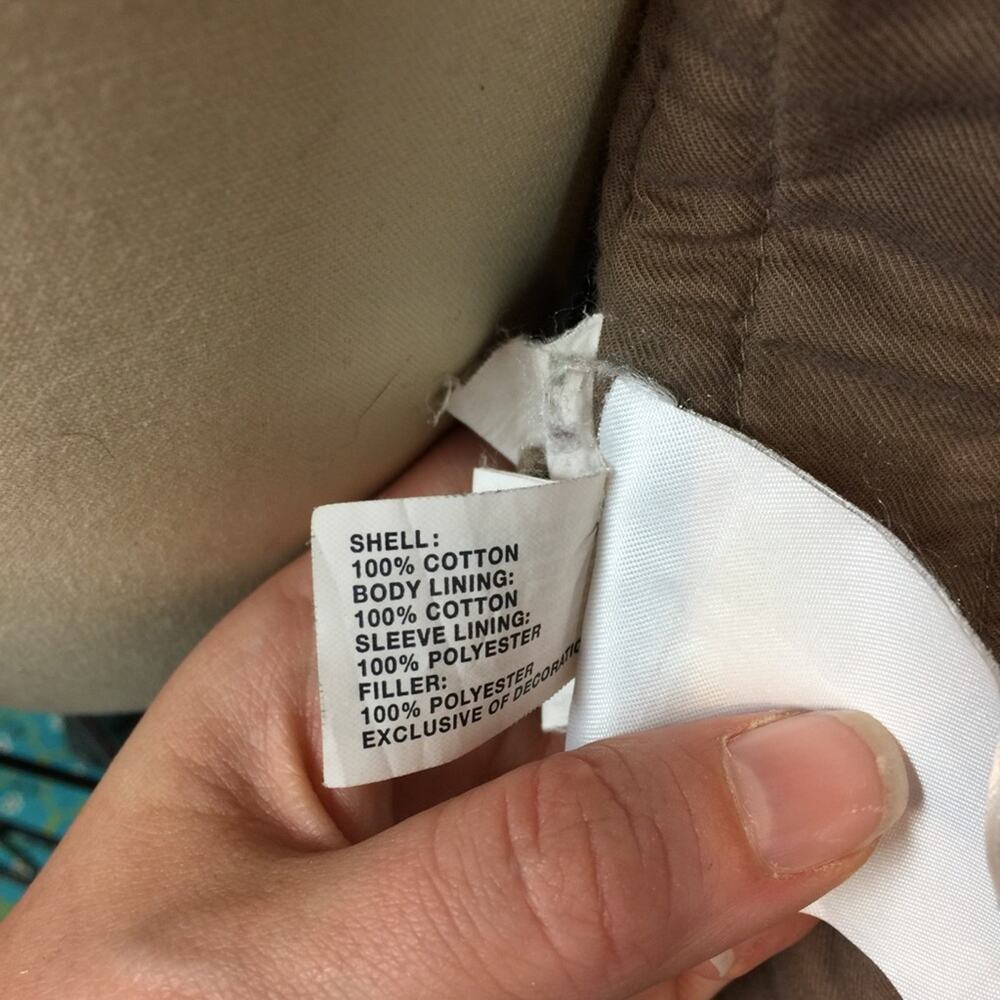 SHELL:
100% COTTON
BODY LINING:
100% COTTON
SLEEVE LINING:
100% POLYESTER
FILLER:
100% POLYESTER
EXCLUSIVE OF